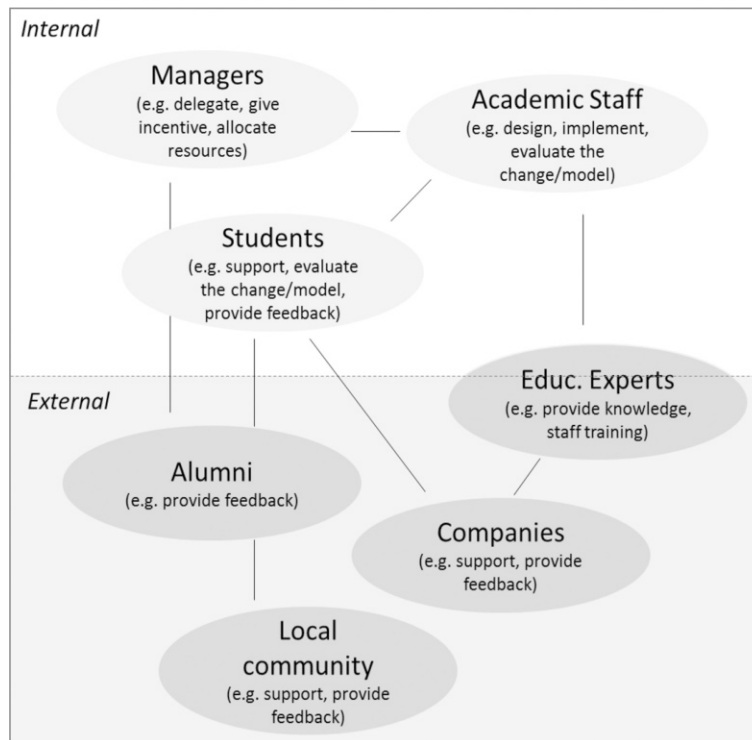 Internal
Managers
(e.g. delegate, give
incentive, allocate
resources)
Academic Staff
(e.g. design, implement,
evaluate the
change/model)
Students
(e.g. support, evaluate
the change/model,
provide feedback)
External
Educ. Experts
(e.g. provide knowledge,
staff training)
Alumni
(e.g. provide feedback)
Companies
(e.g. support, provide
feedback)
Local
community
(e.g. support, provide
feedback)